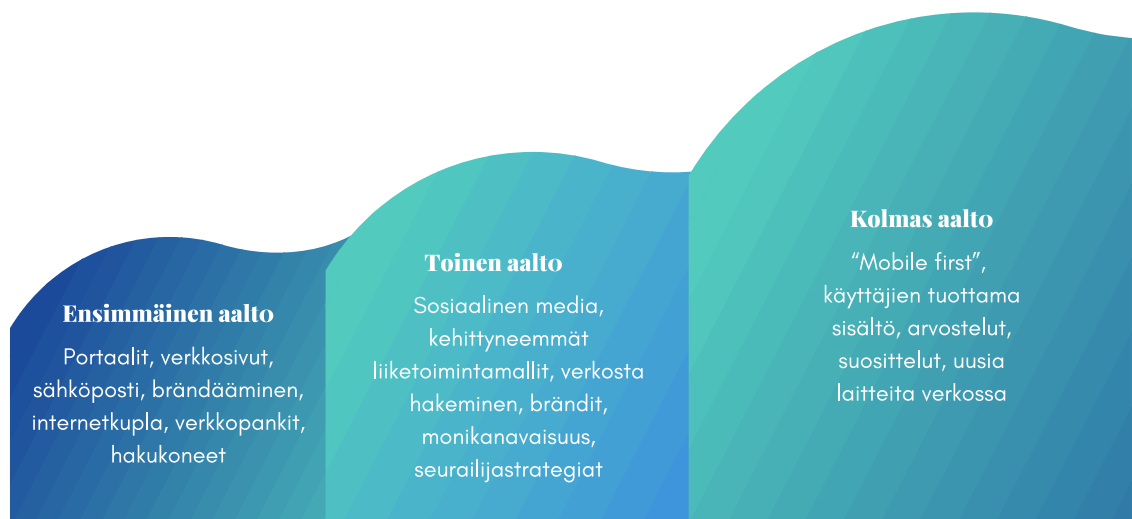 Ensimmäinen aalto
Portaalit, verkkosivut,
sähköposti, brändääminen,
internetkupla, verkkopankit,
hakukoneet
Toinen aalto
Sosiaalinen media,
kehittyneemmät
liiketoimintamallit, verkosta
hakeminen, brändit,
monikanavaisuus,
seurailijastrategiat
Kolmas aalto
“Mobile first”,
käyttäjien tuottama
sisältö, arvostelut,
suosittelut, uusia
laitteita verkossa